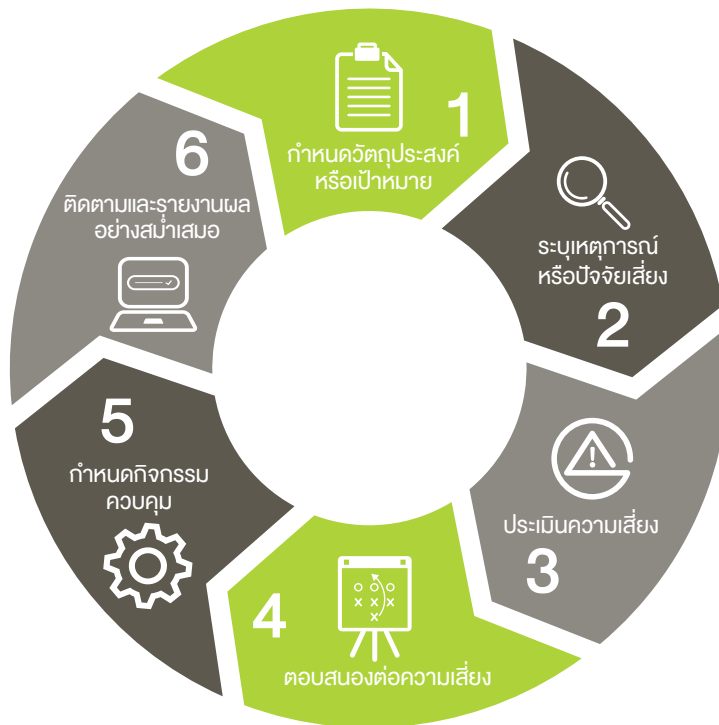 1
กำหนดวัตถุประสงค์
หรือเป้าหมาย
ระบุเหตุการณ์
หรือปัจจัยเสี่ยง
2
ประเมินความเสี่ยง
3
4
ตอบสนองต่อความเสี่ยง
5
กำหนดกิจกรรม
ควบคุม
6
ติดตามและรายงานผล
อย่างสม่ำเสมอ